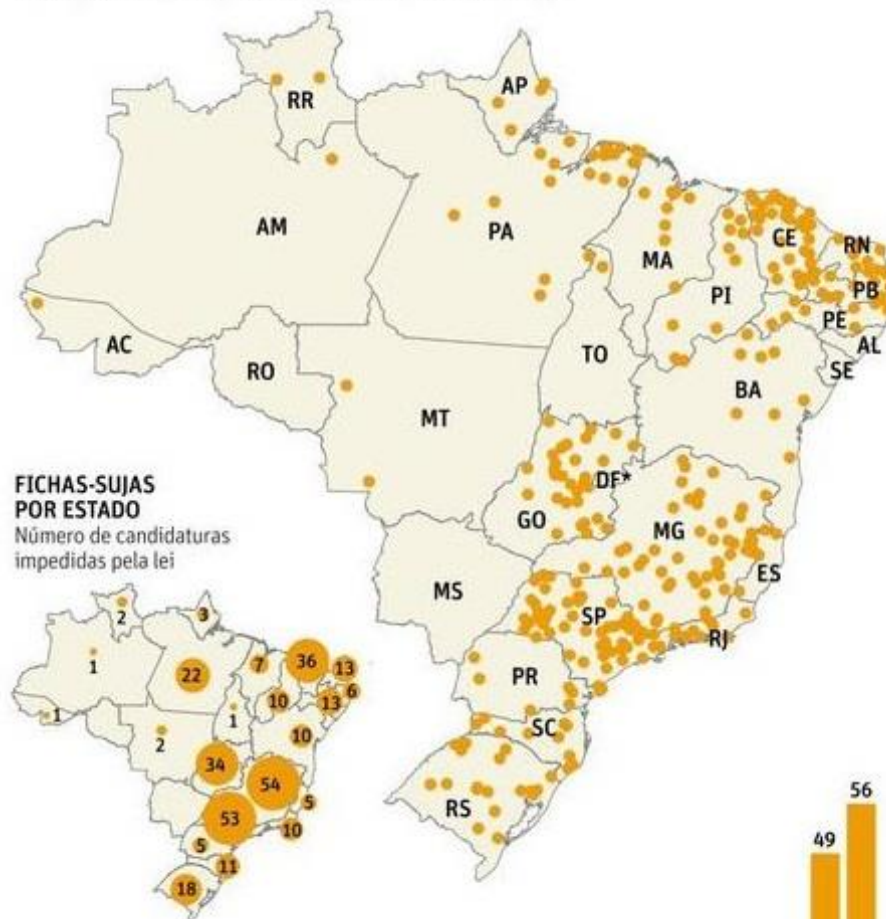 RR
AP
AM
PA
MA
CE
RN
PB
PI
PE
AL
SE
AC
RO
TO
BA
MT
DF*
GO
MG
ES
MS
SP
RJ
PR
SC
RS
FICHAS-SUJAS
POR ESTADO
Número de candidaturas
impedidas pela lei
2
3
1
22
7
36
13
6
1
10
13
2
1
10
34
54
5
53
10
5
11
18
49
56